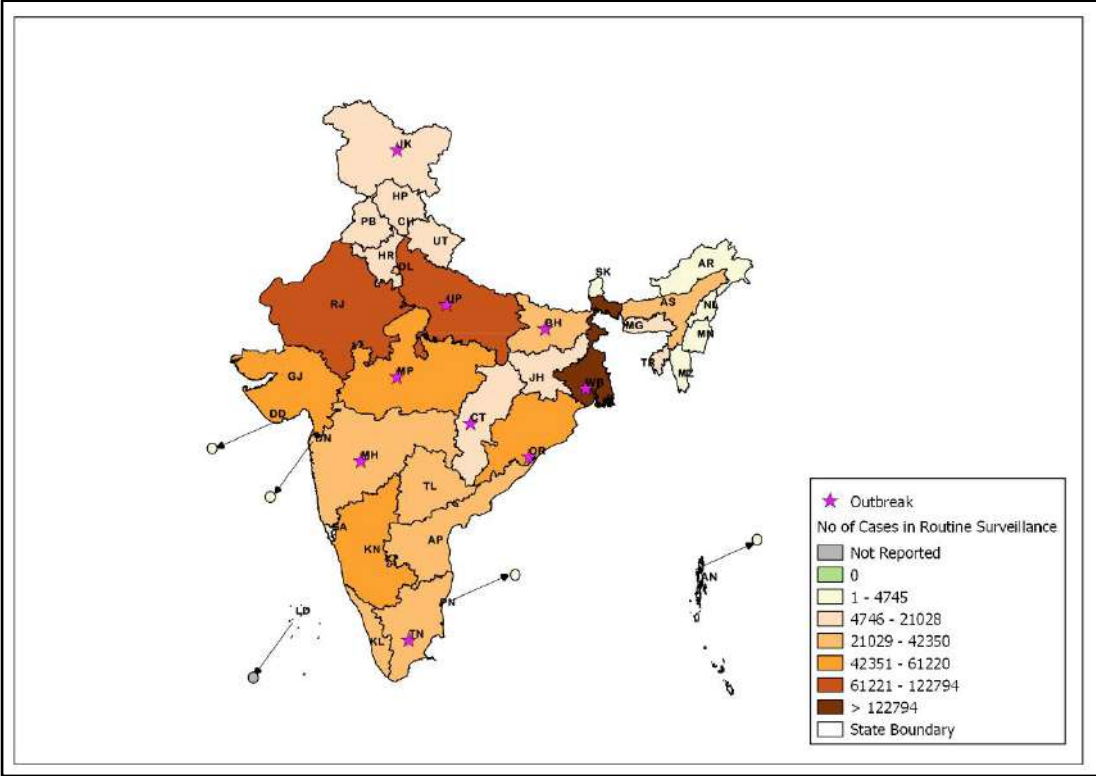 JK
HP
PB
CH
UT
HR
DL
RJ
UP
SK
AR
AS
NL
BH
MG
MN
TR
MZ
GJ
MP
JH
WB
DD
CT
DN
MH
OR
TL
GA
AP
KN
AN
PN
LD
KL
TN
Outbreak
No of Cases in Routine Surveillance
Not Reported
0
1 - 4745
4746 - 21028
21029 - 42350
42351 - 61220
61221 - 122794
> 122794
State Boundary